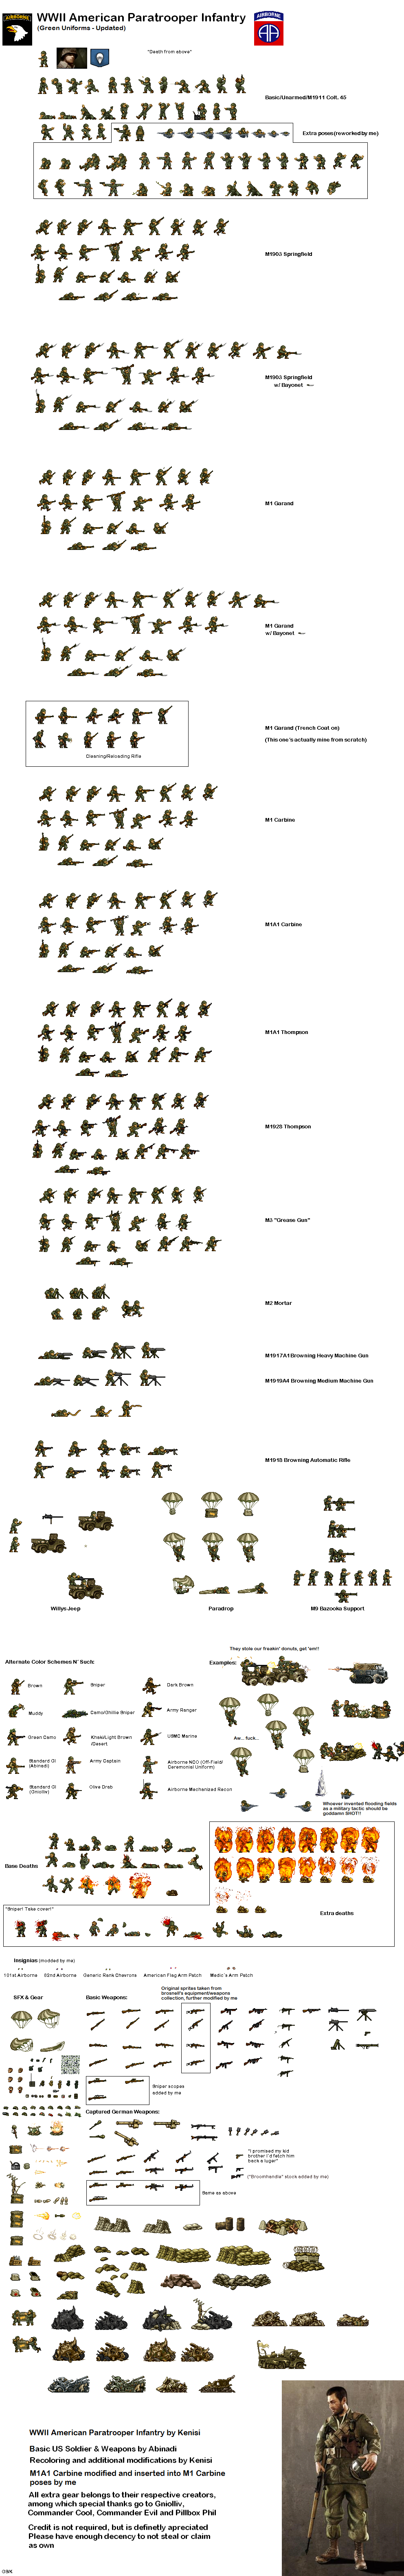 AIRBORNE
WWII American Paratrooper Infantry
(Green Uniforms - Updated)
AIRBORNE
"Death from above"
Basic/Unarmed/M1911 Colt. 45
Extra poses (reworked by me)
M1903 Springfield
M1903 Springfield
w/ Bayonet
M1 Garand
M1 Garand
w/ Bayonet
M1 Garand (Trench Coat on)
(This one's actually mine from scratch)
Cleaning/Reloading Rifle
M1 Carbine
M1A1 Carbine
M1A1 Thompson
M1928 Thompson
M3 "Grease Gun"
M2 Mortar
M1917A1 Browning Heavy Machine Gun
M1919A4 Browning Medium Machine Gun
M1918 Browning Automatic Rifle
Willys Jeep
Paradrop
M9 Bazooka Support
They stole our freakin' donuts, get 'em!!
Alternate Color Schemes N' Such:
Examples:
Brown
Sniper
Dark Brown
Muddy
Camo/Ghillie Sniper
Army Ranger
Green Camo
Khaki/Light Brown
/Desert
USMC Marine
Aw... fuck...
Standard GI
(Abinadi)
Army Captain
Airborne NCO (Off-Field/
Ceremonial Uniform)
Standard GI
(Gniolliv)
Olive Drab
Airborne Mechanized Recon
Whoever invented flooding fields
as a military tactic should be
goddamn SHOT!!
Base Deaths
"Sniper! Take cover!"
Extra deaths
Insignias (modded by me)
101st Airborne
82nd Airborne
Generic Rank Chevrons
American Flag Arm Patch
Medic's Arm Patch
SFX & Gear
Basic Weapons:
Original sprites taken from
brosnell's equipment/weapons
collection, further modified by me
Sniper scopes
added by me
Captured German Weapons:
"I promised my kid
brother I'd fetch him
back a luger"
("Broomhandle" stock added by me)
Same as above
WWII American Paratrooper Infantry by Kenisi
Basic US Soldier & Weapons by Abinadi
Recoloring and additional modifications by Kenisi
M1A1 Carbine modified and inserted into M1 Carbine
poses by me
All extra gear belongs to their respective creators,
among which special thanks go to Gniolliv,
Commander Cool, Commander Evil and Pillbox Phil
Credit is not required, but is definetly apreciated
Please have enough decency to not steal or claim
as own